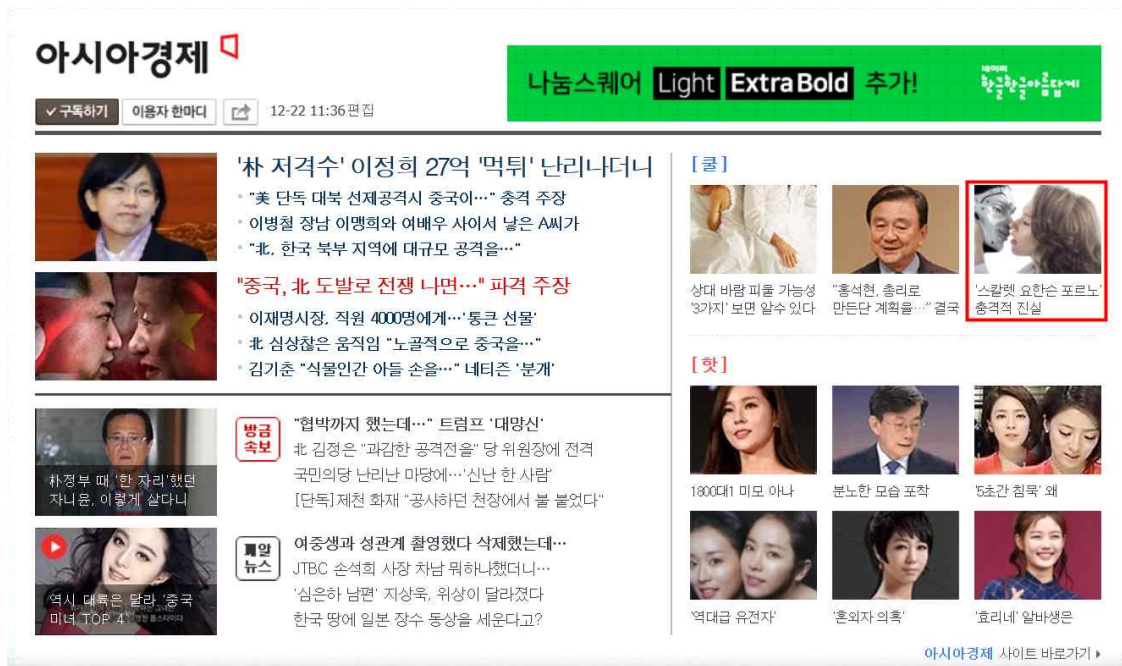 아시아경제
나눔스퀘어 Light ExtraBold 추가!
네이버
한글한글아름답게
구독하기 이용자 한마디 12-22 11:36 편집
'朴 저격수' 이정희 27억 '먹튀' 난리나더니
"美 단독 대북 선제공격시 중국이…" 충격 주장
이병철 장남 이맹희와 여배우 사이서 낳은 A씨가
"北, 한국 북부 지역에 대규모 공격을…"
"중국, 北 도발로 전쟁 나면…" 파격 주장
이재명시장, 직원 4000명에게…'통큰 선물'
北 심상찮은 움직임 "노골적으로 중국을…"
김기춘 "식물인간 아들 손을…" 네티즌 '분개'
朴정부 때 '한 자리'했던
자니윤, 이렇게 살다니
방금
속보
"협박까지 했는데…" 트럼프 '대망신'
北 김정은 "과감한 공격전을" 당 위원장에 전격
국민의당 난리난 마당에…'신난 한 사람'
[단독]제천 화재 "공사하던 천장에서 불 붙었다"
역시 대륙은 달라 '중국
미녀 TOP 4'
깨알
뉴스
여중생과 성관계 촬영했다 삭제했는데…
JTBC 손석희 사장 차남 뭐하나했더니…
'심은하 남편' 지상욱, 위상이 달라졌다
한국 땅에 일본 장수 동상을 세운다고?
[쿨]
상대 바람 피울 가능성
'3가지' 보면 알수 있다
"홍석현, 총리로
만든단 계획을…" 결국
'스칼렛 요한슨 포르노'
충격적 진실
[핫]
1800대1 미모 아나
분노한 모습 포착
'5초간 침묵' 왜
'역대급 유전자'
'혼외자 의혹'
'효리네' 알바생은
아시아경제 사이트 바로가기